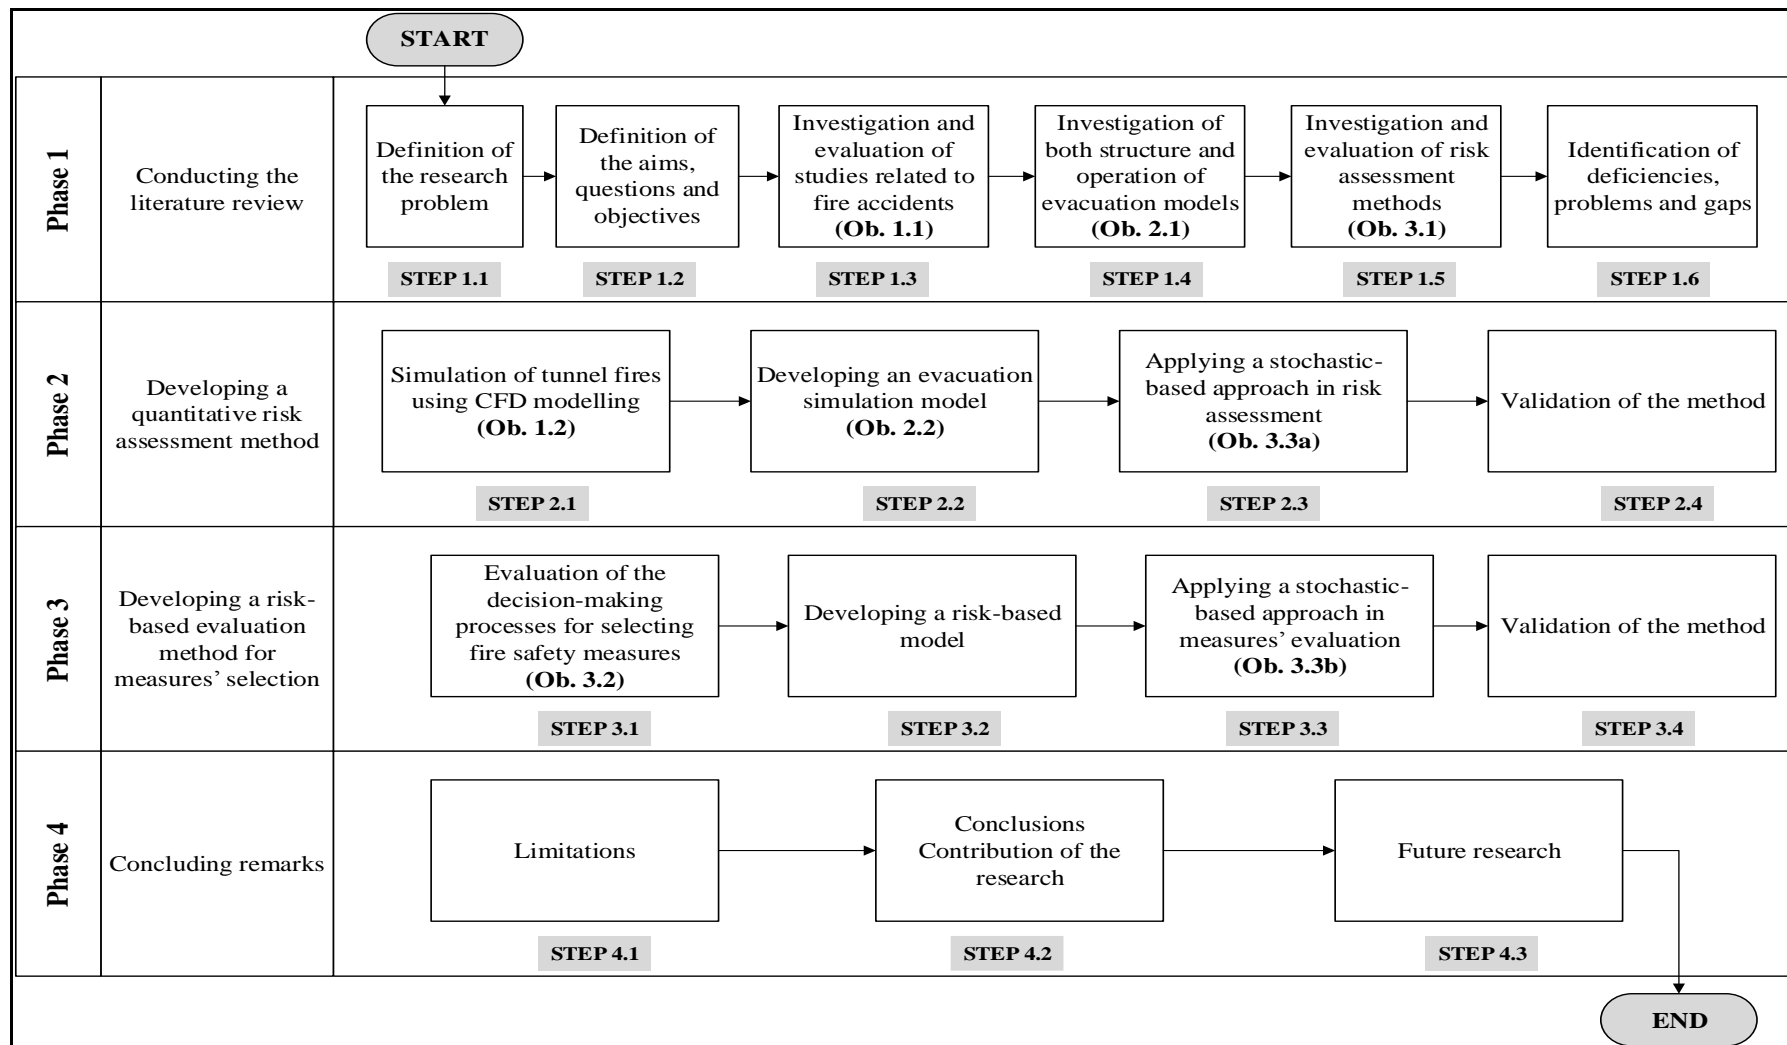 START
Phase 1
Conducting the
literature review
Definition of
the research
problem
STEP 1.1
Definition of
the aims,
questions and
objectives
STEP 1.2
Investigation and
evaluation of
studies related to
fire accidents
(Ob. 1.1)
STEP 1.3
Investigation of
both structure and
operation of
evacuation models
(Ob. 2.1)
STEP 1.4
Investigation and
evaluation of risk
assessment
methods
(Ob. 3.1)
STEP 1.5
Identification of
deficiencies,
problems and gaps
STEP 1.6
Phase 2
Developing a
quantitative risk
assessment method
Simulation of tunnel fires
using CFD modelling
(Ob. 1.2)
STEP 2.1
Developing an evacuation
simulation model
(Ob. 2.2)
STEP 2.2
Applying a stochastic-
based approach in risk
assessment
(Ob. 3.3a)
STEP 2.3
Validation of the method
STEP 2.4
Phase 3
Developing a risk-
based evaluation
method for
measures’ selection
Evaluation of the
decision-making
processes for selecting
fire safety measures
(Ob. 3.2)
STEP 3.1
Developing a risk-based
model
STEP 3.2
Applying a stochastic-
based approach in
measures’ evaluation
(Ob. 3.3b)
STEP 3.3
Validation of the method
STEP 3.4
Phase 4
Concluding remarks
Limitations
STEP 4.1
Conclusions
Contribution of the
research
STEP 4.2
Future research
STEP 4.3
END